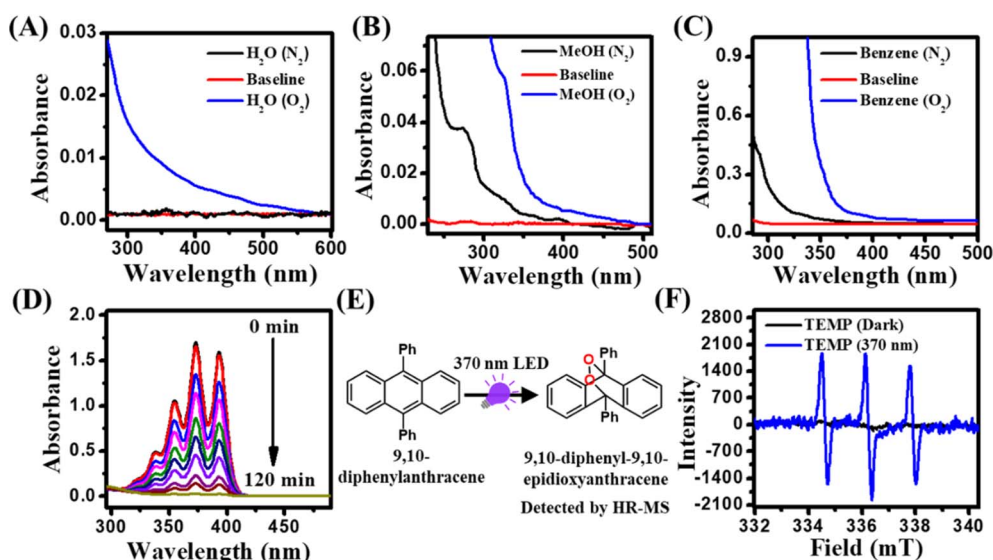 (A)
0.03
0.02
0.01
0.00
Absorbance
H₂O (N₂)
Baseline
H₂O (O₂)
300 400 500 600
Wavelength (nm)
(B)
0.06
0.04
0.02
0.00
Absorbance
MeOH (N₂)
Baseline
MeOH (O₂)
300 400 500
Wavelength (nm)
(C)
0.9
0.6
0.3
0.0
Absorbance
Benzene (N₂)
Baseline
Benzene (O₂)
300 350 400 450 500
Wavelength (nm)
(D)
2.0
1.5
1.0
0.5
0.0
Absorbance
0 min
120 min
300 350 400 450
Wavelength (nm)
(E)
Ph
Ph
9,10-
diphenylanthracene
370 nm LED
Ph
O
O
Ph
9,10-diphenyl-9,10-
epidioxyanthracene
Detected by HR-MS
(F)
2800
2100
1400
700
0
-700
-1400
-2100
Intensity
TEMP (Dark)
TEMP (370 nm)
332 334 336 338 340
Field (mT)